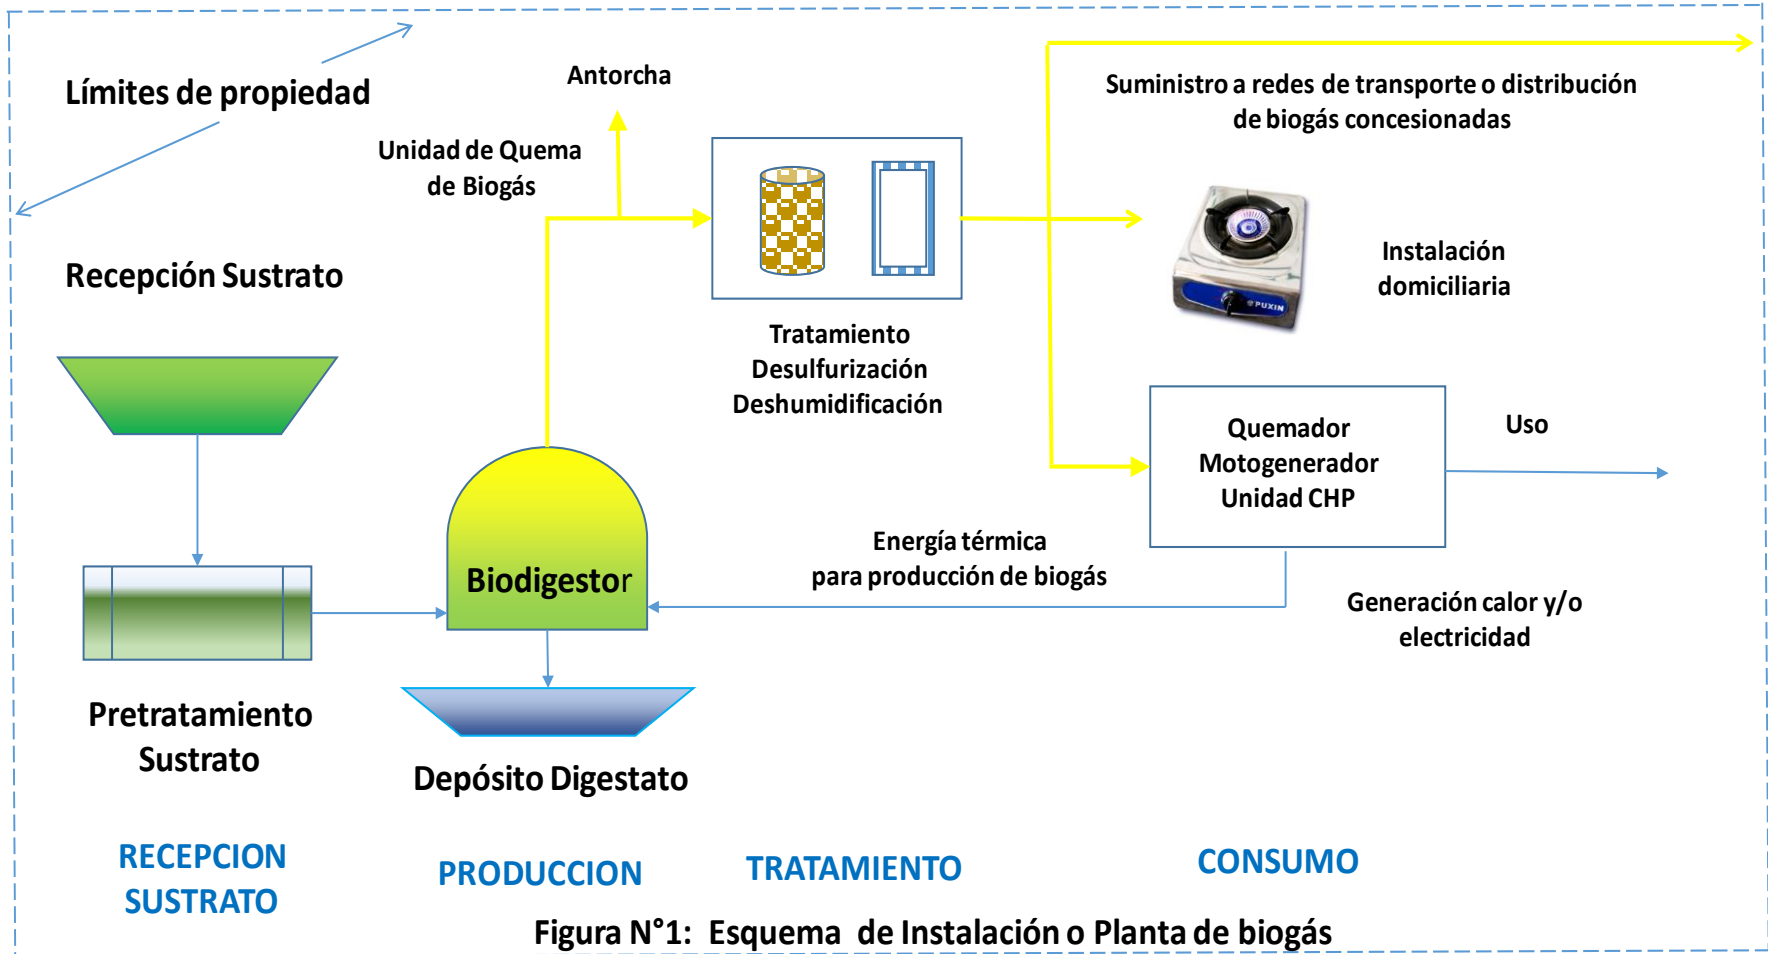 Límites de propiedad
Antorcha
Unidad de Quema
de Biogás
Suministro a redes de transporte o distribución
de biogás concesionadas
Recepción Sustrato
Instalación
domiciliaria
PUXIN
Tratamiento
Desulfurización
Deshumidificación
Quemador
Motogenerador
Unidad CHP
Uso
Biodigestor
Energía térmica
para producción de biogás
Generación calor y/o
electricidad
Pretratamiento
Sustrato
Depósito Digestato
RECEPCION
SUSTRATO
PRODUCCION
TRATAMIENTO
CONSUMO
Figura N°1: Esquema de Instalación o Planta de biogás